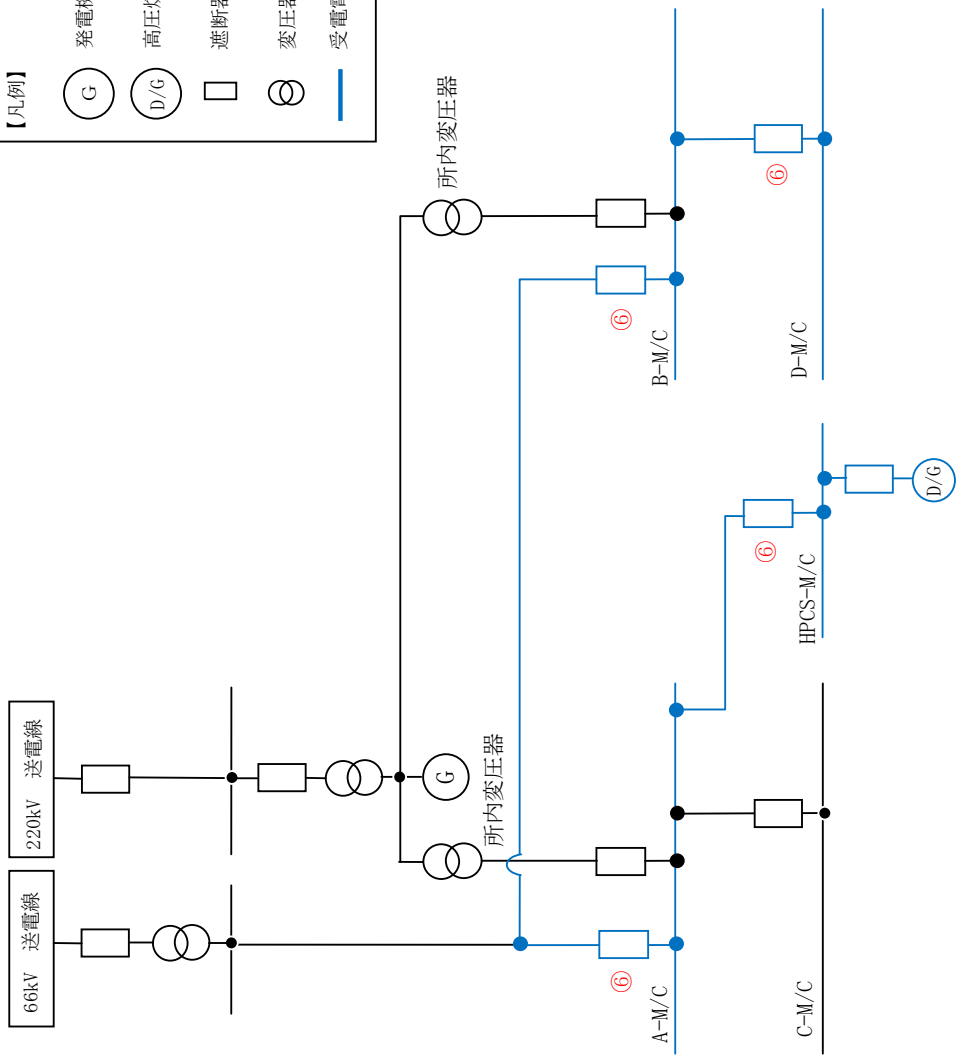 【凡例】
G 発電機
D/G 高圧炉
遮断器
変圧器
受電
66kV 送電線
220kV 送電線
所内変圧器
G
所内変圧器
⑥
⑥
⑥
⑥
A-M/C
B-M/C
C-M/C
HPCS-M/C
D-M/C
D/G